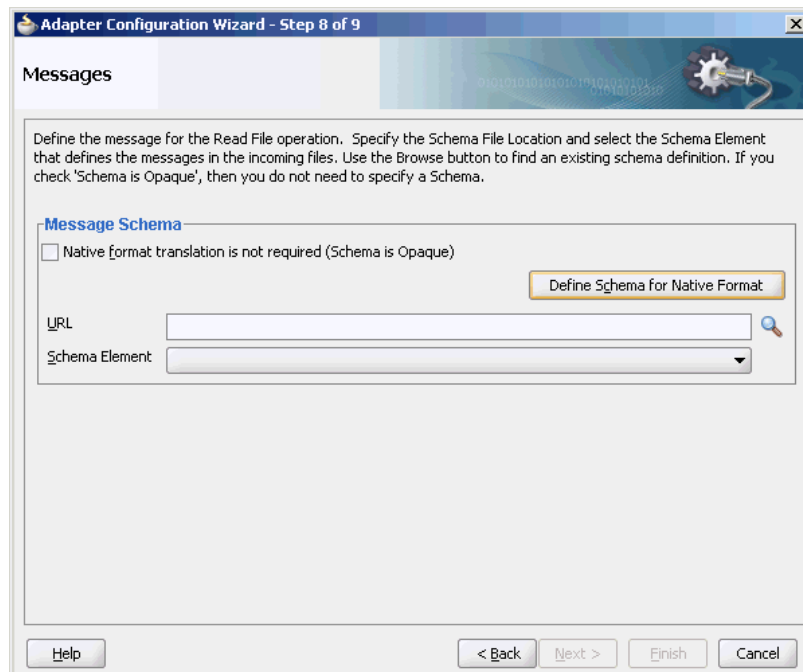 Adapter Configuration Wizard - Step 8 of 9
Messages
Define the message for the Read File operation. Specify the Schema File Location and select the Schema Element
that defines the messages in the incoming files. Use the Browse button to find an existing schema definition. If you
check 'Schema is Opaque', then you do not need to specify a Schema.
Message Schema
Native format translation is not required (Schema is Opaque)
Define Schema for Native Format
URL
Schema Element
Help
< Back
Next >
Finish
Cancel